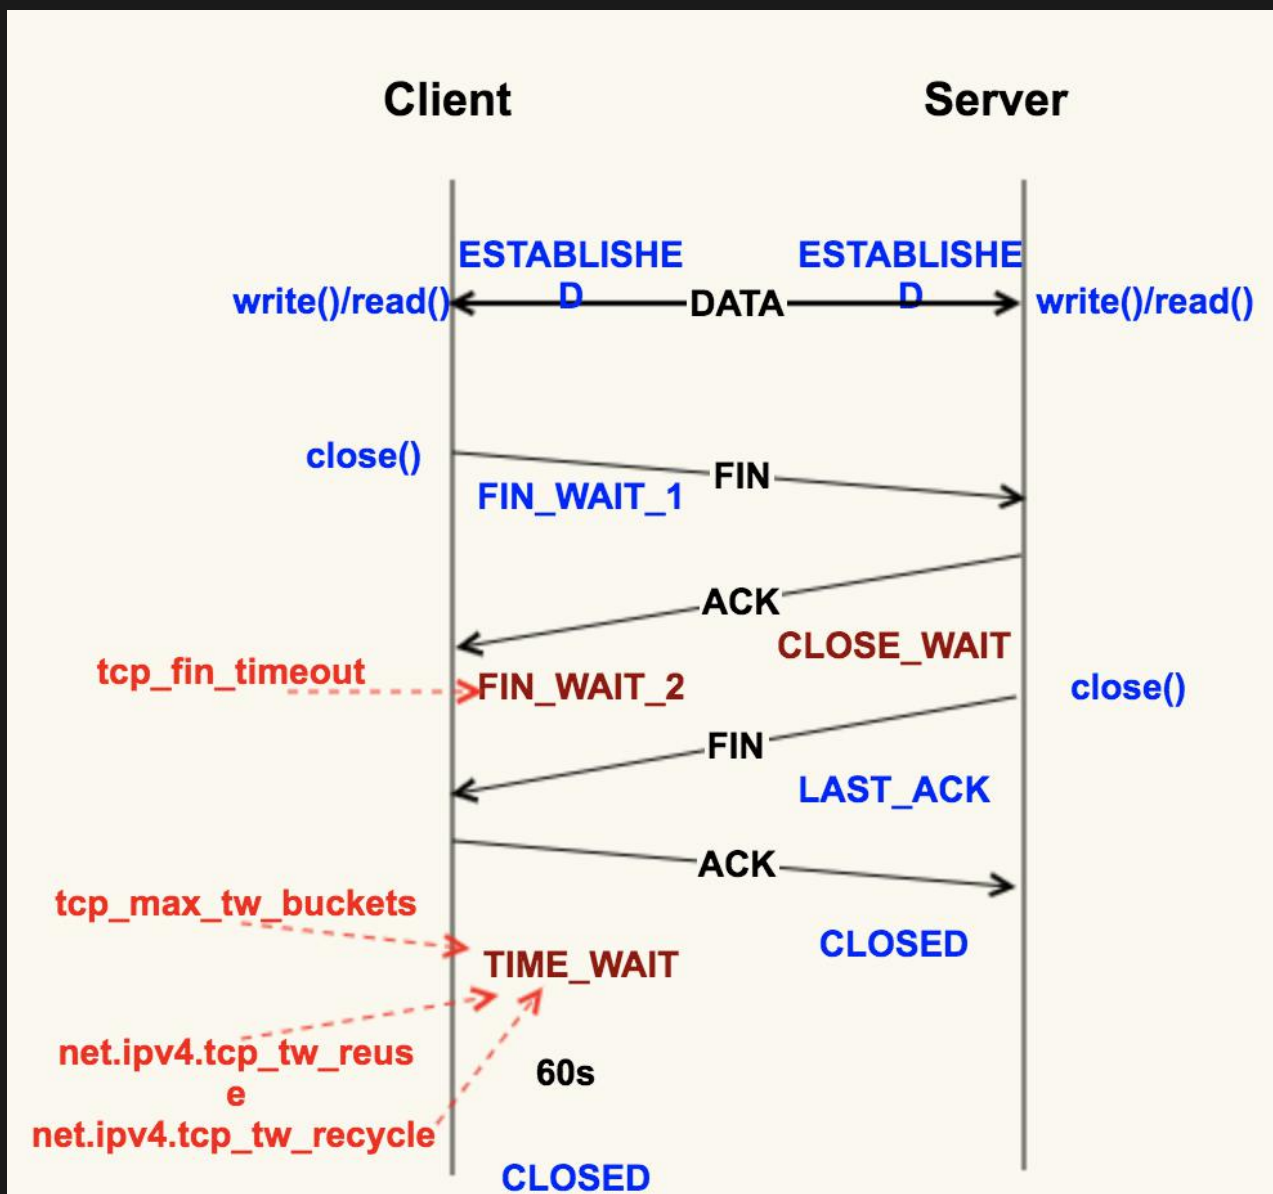 Client
Server
ESTABLISHE
D
ESTABLISHE
D
write()/read()
DATA
write()/read()
close()
FIN
FIN_WAIT_1
ACK
CLOSE_WAIT
tcp_fin_timeout
FIN_WAIT_2
close()
FIN
LAST_ACK
ACK
tcp_max_tw_buckets
CLOSED
TIME_WAIT
net.ipv4.tcp_tw_reus
e
60s
net.ipv4.tcp_tw_recycle
CLOSED